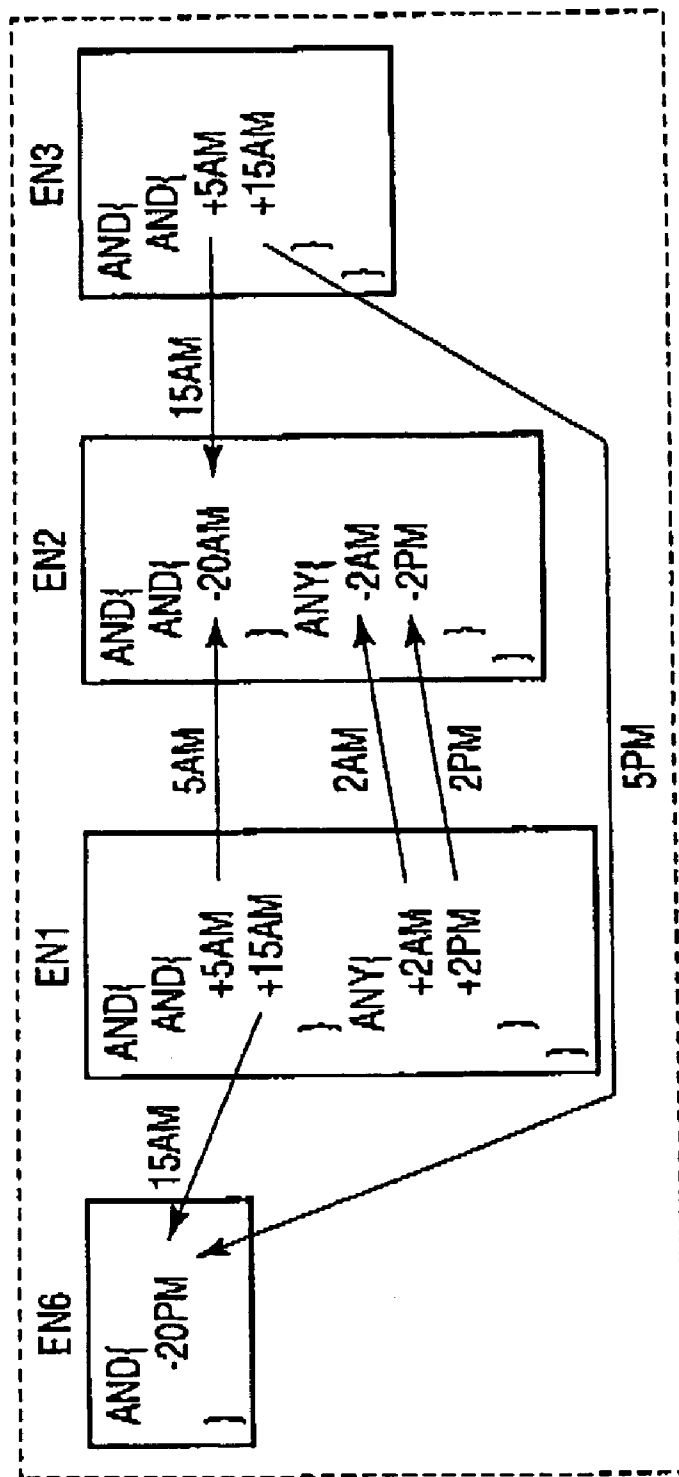 EN6
AND{
-20PM
}
15AM
EN1
AND{
AND{
+5AM
+15AM
}
ANY{
+2AM
+2PM
}
}
5AM
2AM
2PM
EN2
AND{
AND{
-20AM
}
ANY{
-2AM
-2PM
}
}
15AM
EN3
AND{
AND{
+5AM
+15AM
}
}
5PM